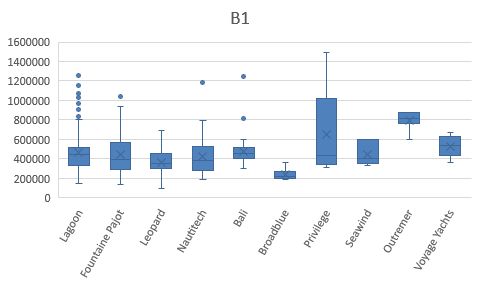 B1
1600000
1400000
1200000
1000000
800000
600000
400000
200000
0
Lagoon
Fountaine Pajot
Leopard
Nautitech
Bali
Broadblue
Privilege
Seawind
Outremer
Voyage Yachts